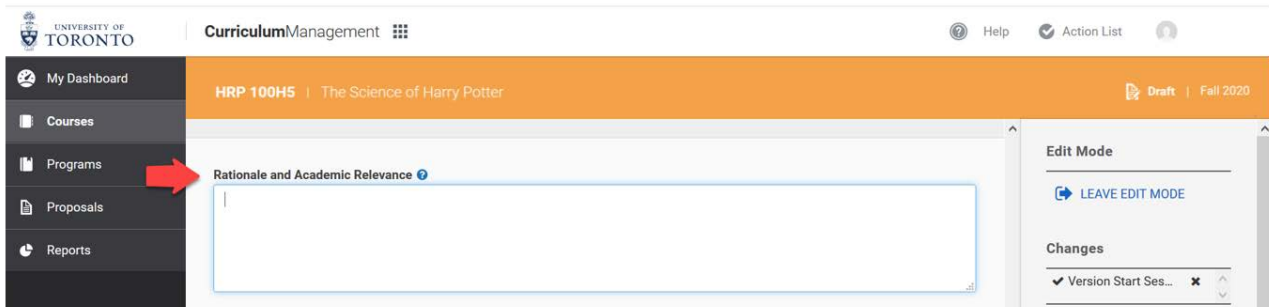 UNIVERSITY OF
TORONTO
CurriculumManagement
Help
Action List
My Dashboard
HRP 100H5 | The Science of Harry Potter
Draft | Fall 2020
Courses
Programs
Proposals
Reports
Rationale and Academic Relevance
Edit Mode
LEAVE EDIT MODE
Changes
Version Start Ses...